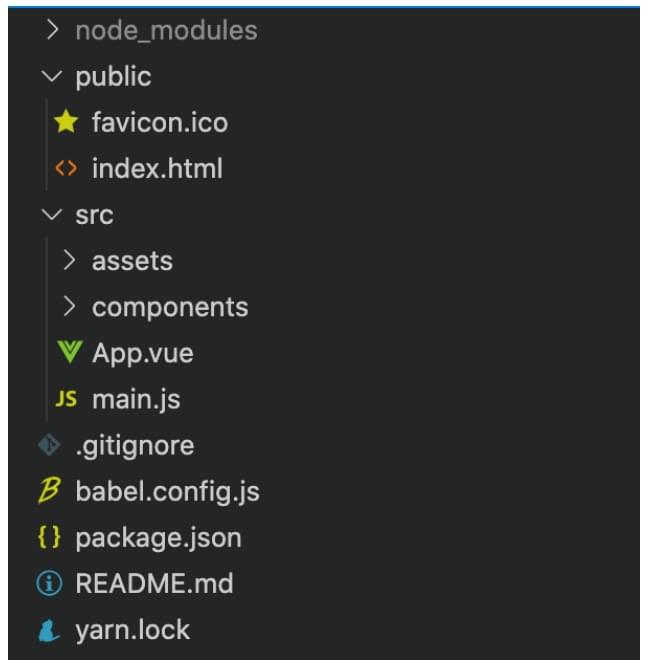 node_modules
public
favicon.ico
index.html
src
assets
components
App.vue
JS main.js
.gitignore
babel.config.js
package.json
README.md
yarn.lock